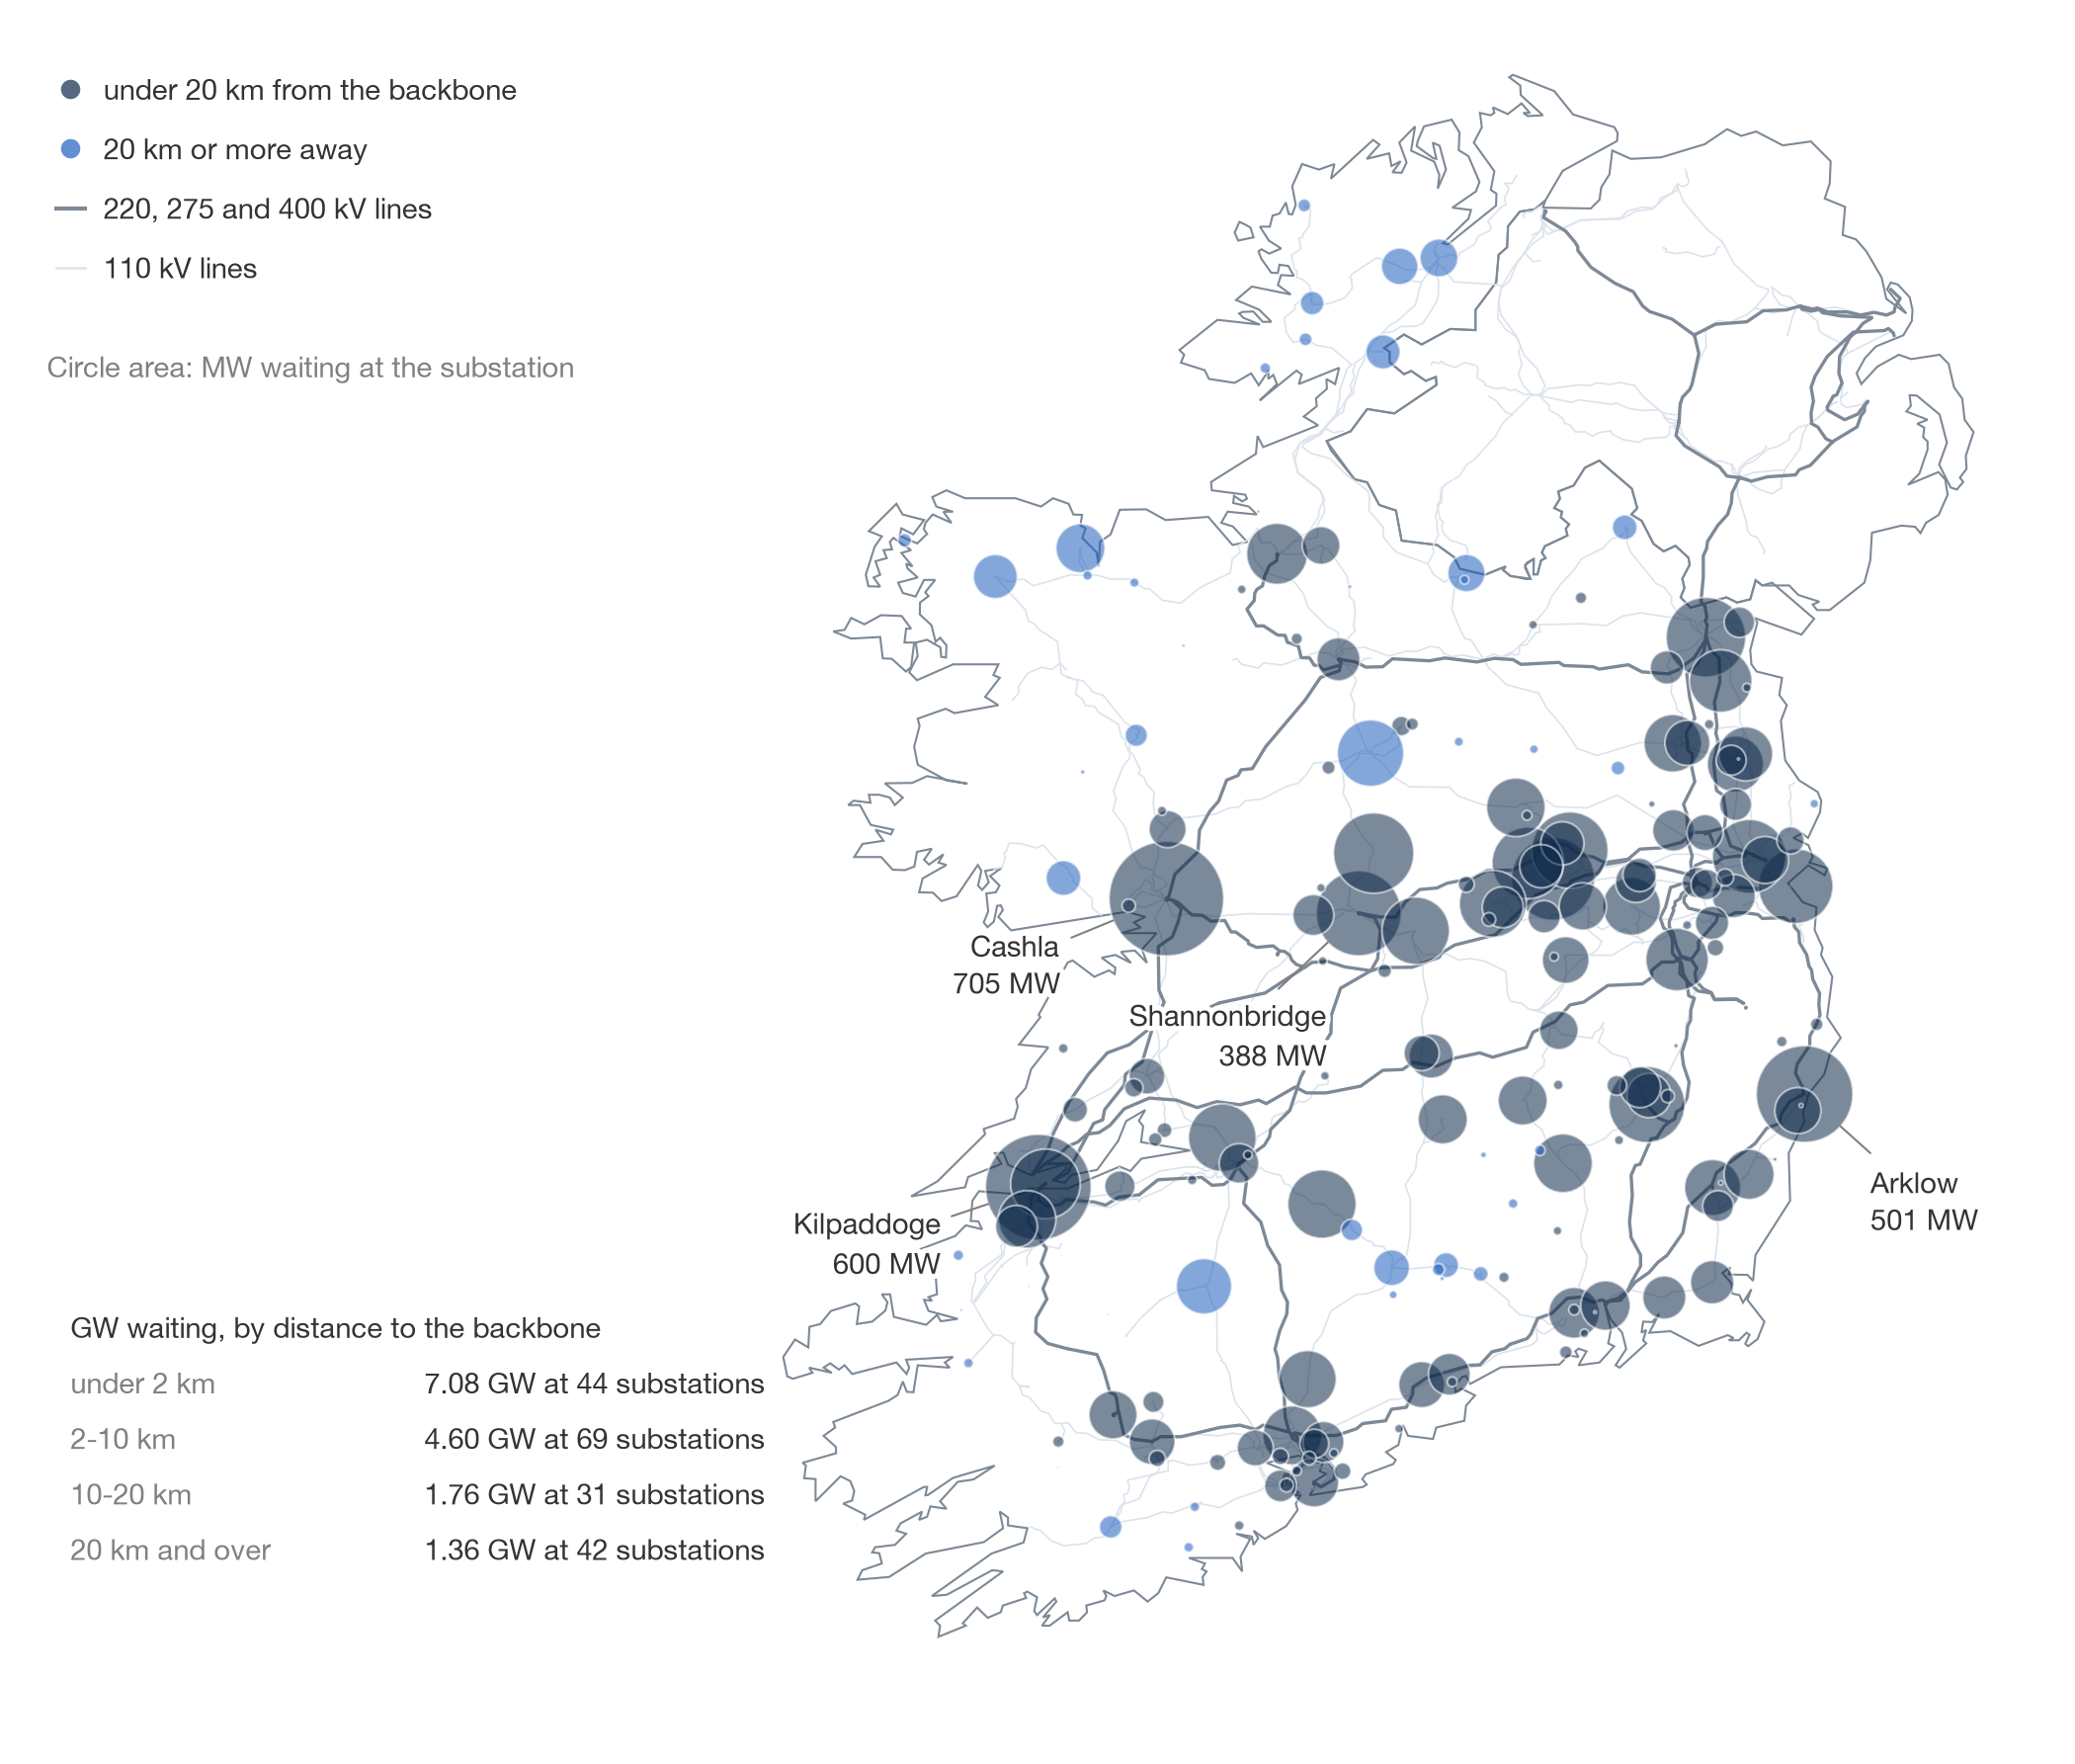 under 20 km from the backbone
20 km or more away
220, 275 and 400 kV lines
110 kV lines
Circle area: MW waiting at the substation
Cashla
705 MW
Shannonbridge
388 MW
Arklow
501 MW
Kilpaddoge
600 MW
GW waiting, by distance to the backbone
under 2 km 7.08 GW at 44 substations
2-10 km 4.60 GW at 69 substations
10-20 km 1.76 GW at 31 substations
20 km and over 1.36 GW at 42 substations